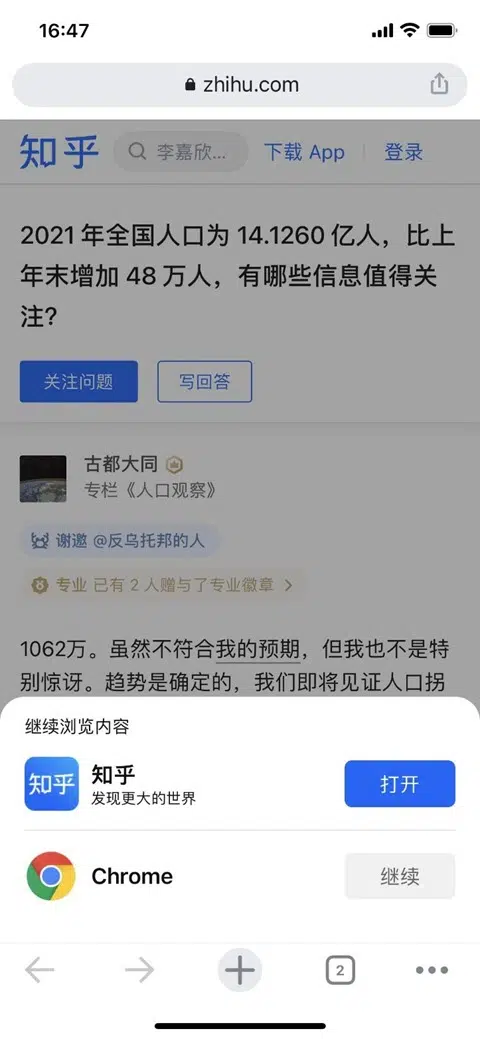 16:47
zhihu.com
知乎
李嘉欣...
下载 App
登录
2021 年全国人口为 14.1260 亿人，比上
年末增加 48 万人，有哪些信息值得关
注？
关注问题
写回答
古都大同
专栏《人口观察》
谢邀 @反乌托邦的人
专业 已有 2 人赠与了专业徽章
1062万。虽然不符合我的预期，但我也不是特
别惊讶。趋势是确定的，我们即将见证人口拐
继续浏览内容
知乎
知乎
打开
发现更大的世界
Chrome
继续
2